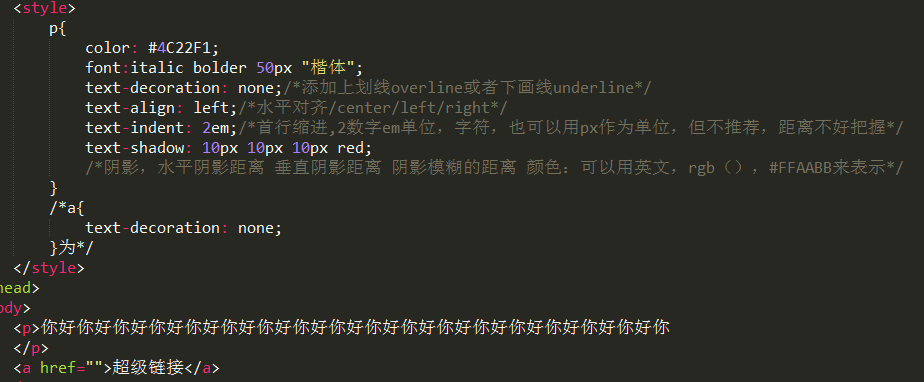 <style>
p{
color: #4C22F1;
font:italic bolder 50px "楷体";
text-decoration: none;/*添加上划线overline或者下画线underline*/
text-align: left;/*水平对齐/center/left/right*/
text-indent: 2em;/*首行缩进,2数字em单位，字符，也可以用px作为单位，但不推荐，距离不好把握*/
text-shadow: 10px 10px 10px red;
/*阴影，水平阴影距离 垂直阴影距离 阴影模糊的距离 颜色：可以用英文，rgb（），#FFAABB来表示*/
}
/*a{
text-decoration: none;
}为*/
</style>
head>
ody>
<p>你好你好你好你好你好你好你好你好你好你好你好你好你好你好你好你好你好
</p>
<a href="">超级链接</a>